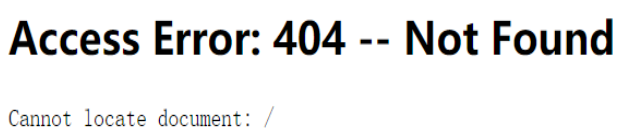 Access Error: 404 -- Not Found
Cannot locate document: /